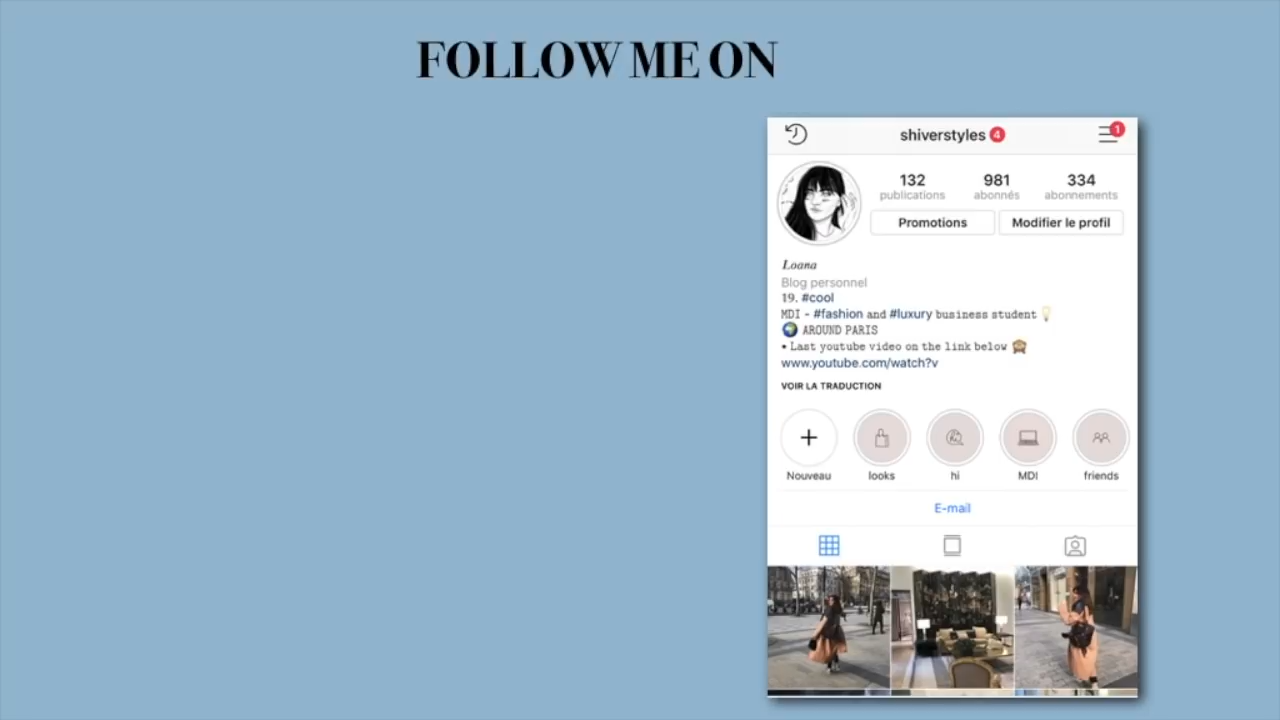 FOLLOW ME ON
shiverstyles 4
1
132 981 334
publications abonnés abonnements
Promotions Modifier le profil
Loana
Blog personnel
19. #cool
MDI - #fashion and #luxury business student
AROUND PARIS
• Last youtube video on the link below
www.youtube.com/watch?v
VOIR LA TRADUCTION
Nouveau looks hi MDI friends
E-mail